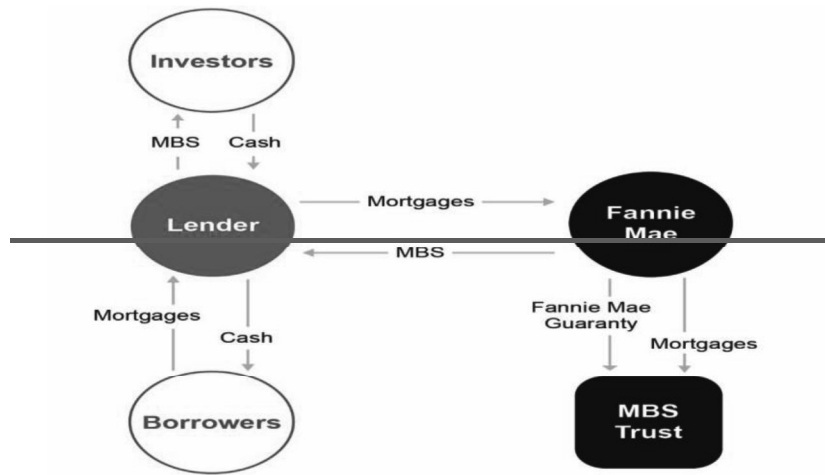 Investors
MBS
Cash
Lender
Mortgages
Fannie
Mae
MBS
Mortgages
Cash
Fannie Mae
Guaranty
Mortgages
Borrowers
MBS
Trust